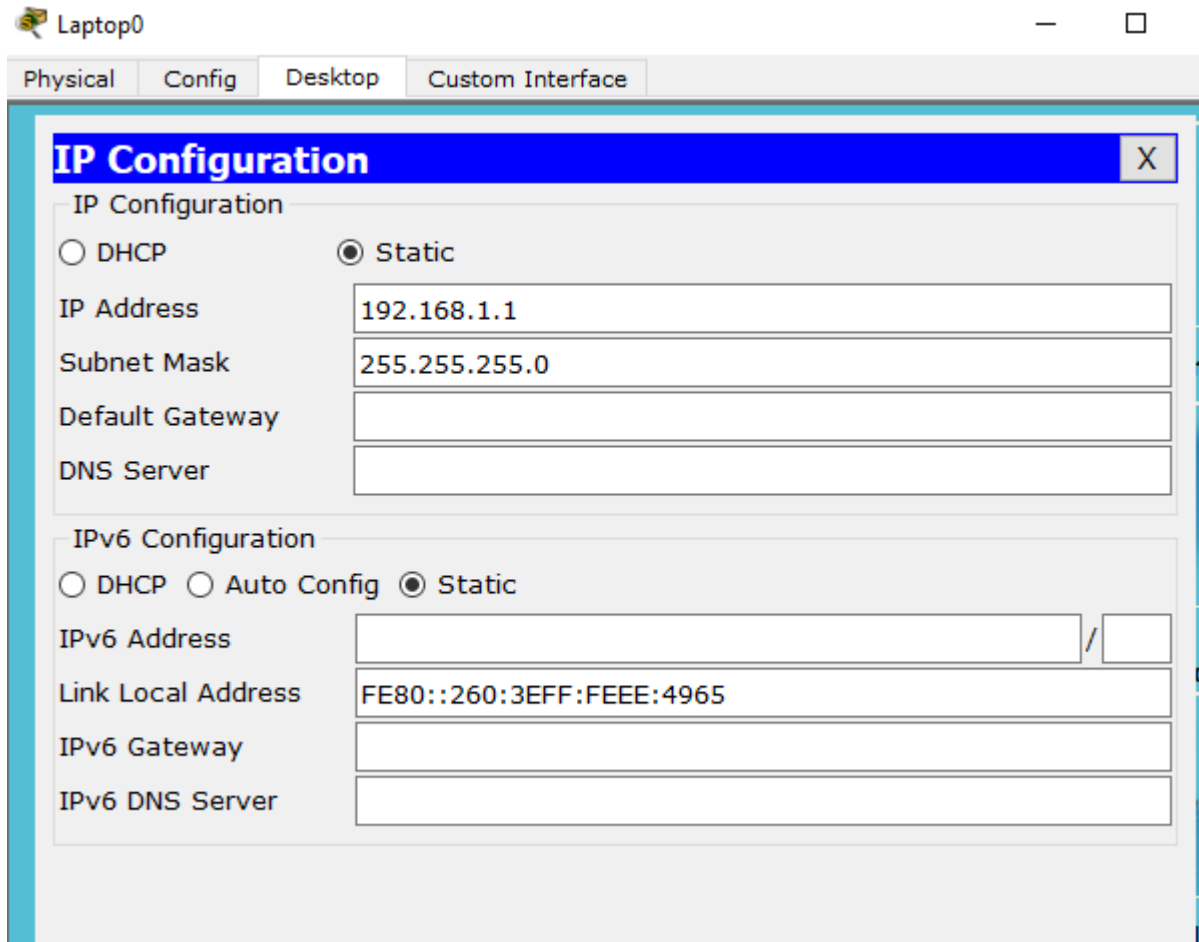 Laptop0
Physical Config Desktop Custom Interface
IP Configuration X
IP Configuration
DHCP Static
IP Address 192.168.1.1
Subnet Mask 255.255.255.0
Default Gateway
DNS Server
IPv6 Configuration
DHCP Auto Config Static
IPv6 Address /
Link Local Address FE80::260:3EFF:FEEE:4965
IPv6 Gateway
IPv6 DNS Server